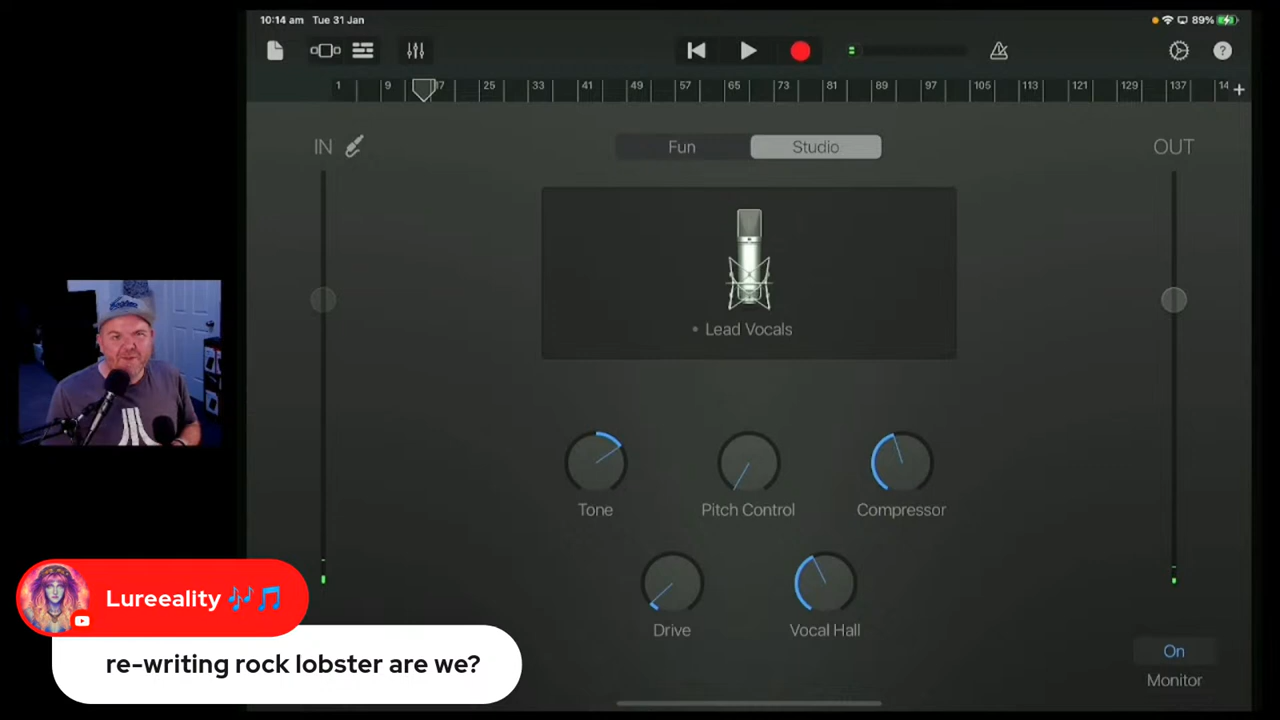 10:14 am Tue 31 Jan
89%
1 9 17 25 33 41 49 57 65 73 81 89 97 105 113 121 129 137 14
+
?
IN
Fun
Studio
OUT
• Lead Vocals
Tone
Pitch Control
Compressor
Drive
Vocal Hall
On
Monitor
Lureeality 🎶🎵
re-writing rock lobster are we?